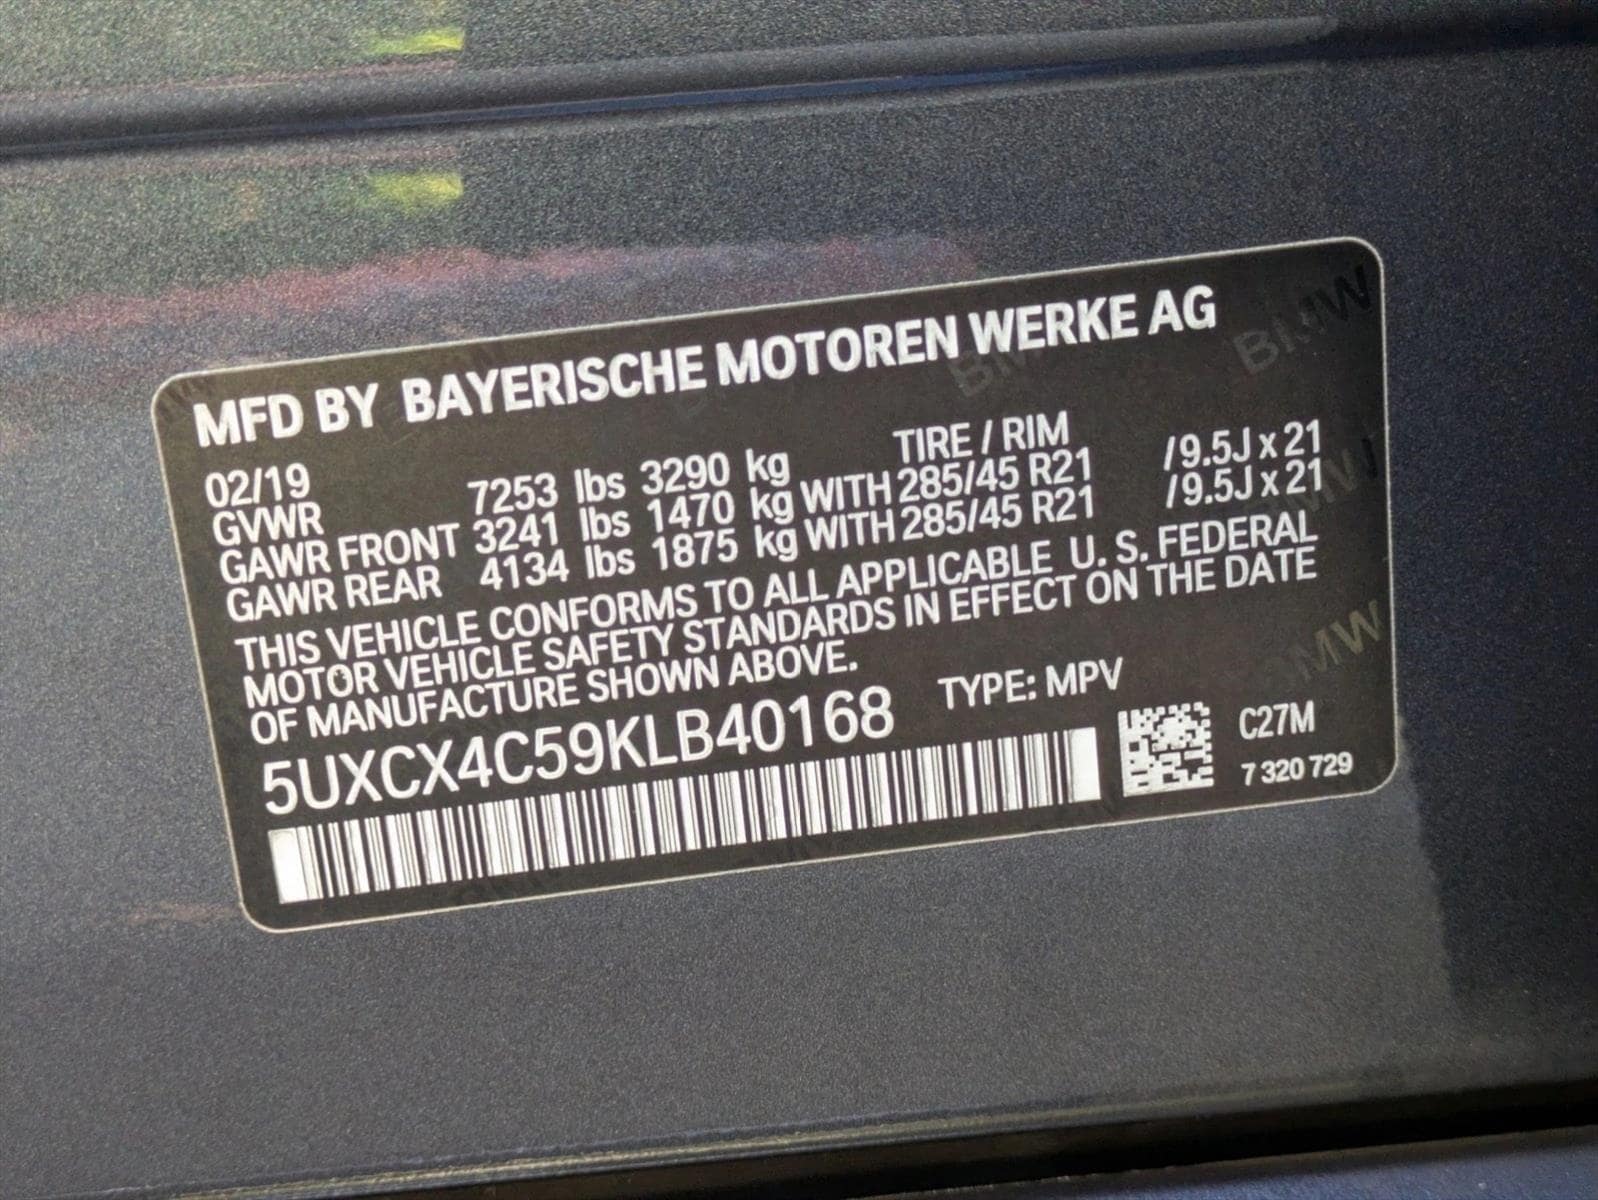 MFD BY BAYERISCHE MOTOREN WERKE AG
02/19 TIRE / RIM
GVWR 7253 lbs 3290 kg
GAWR FRONT 3241 lbs 1470 kg WITH 285/45 R21 /9.5J x 21
GAWR REAR 4134 lbs 1875 kg WITH 285/45 R21 /9.5J x 21
THIS VEHICLE CONFORMS TO ALL APPLICABLE U. S. FEDERAL
MOTOR VEHICLE SAFETY STANDARDS IN EFFECT ON THE DATE
OF MANUFACTURE SHOWN ABOVE.
5UXCX4C59KLB40168 TYPE: MPV
C27M
7 320 729
BMW
BMW